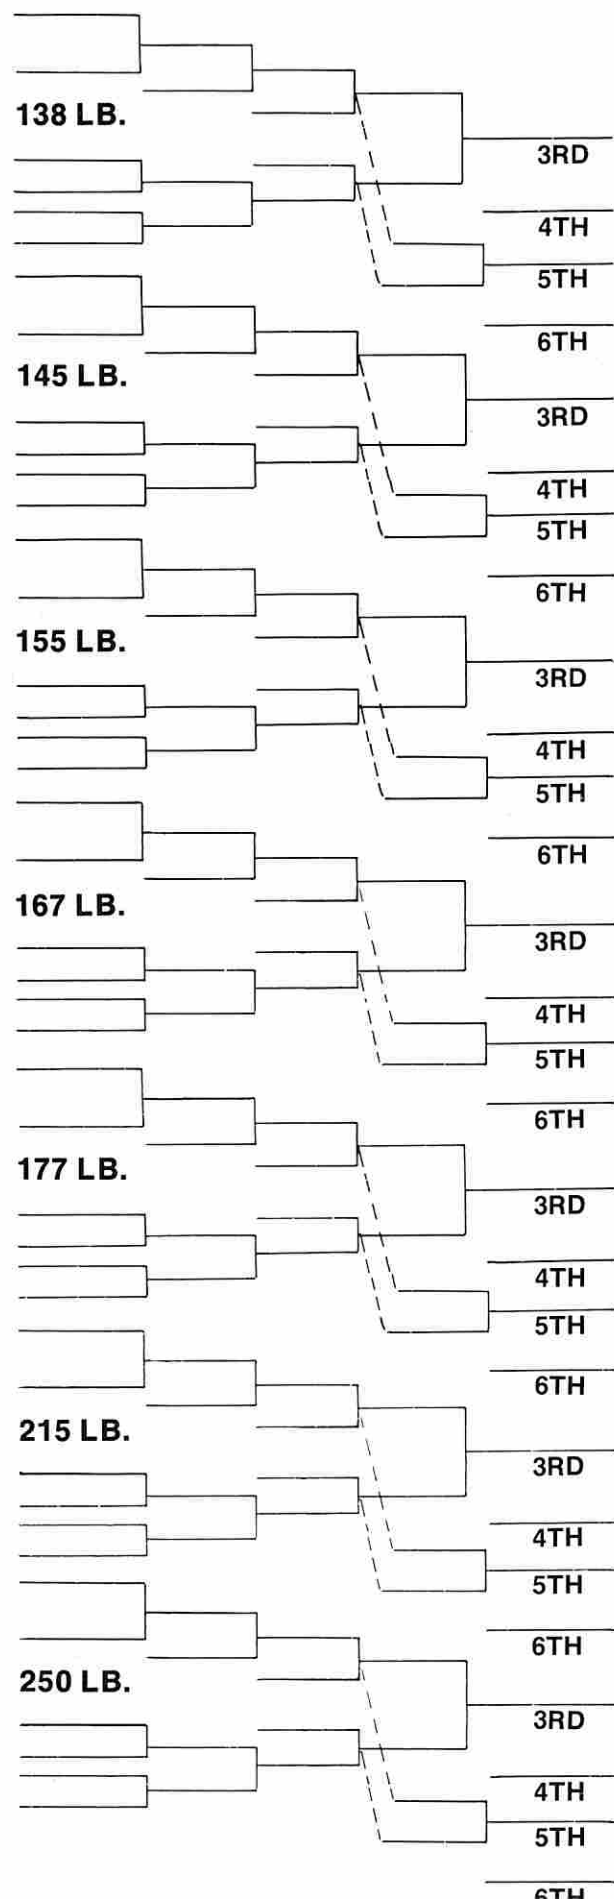 138 LB.
3RD
4TH
5TH
6TH
145 LB.
3RD
4TH
5TH
6TH
155 LB.
3RD
4TH
5TH
6TH
167 LB.
3RD
4TH
5TH
6TH
177 LB.
3RD
4TH
5TH
6TH
215 LB.
3RD
4TH
5TH
6TH
250 LB.
3RD
4TH
5TH
6TH